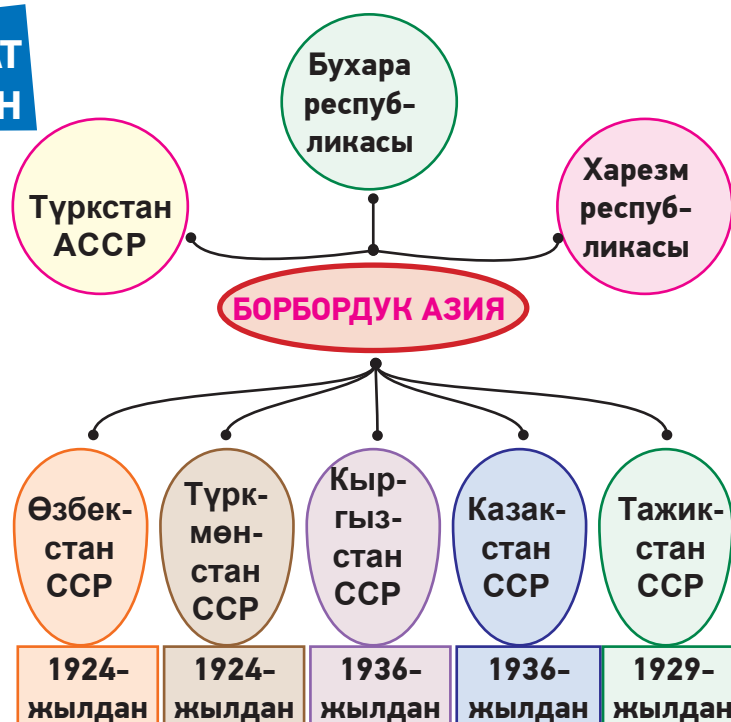 Бухара
респуб-
ликасы
Түркстан
АССР
Харезм
респуб-
ликасы
БОРБОРДУК АЗИЯ
Өзбек-
стан
ССР
Түрк-
мөн-
стан
ССР
Кыр-
гыз-
стан
ССР
Казак-
стан
ССР
Тажик-
стан
ССР
1924-
жылдан
1924-
жылдан
1936-
жылдан
1936-
жылдан
1929-
жылдан